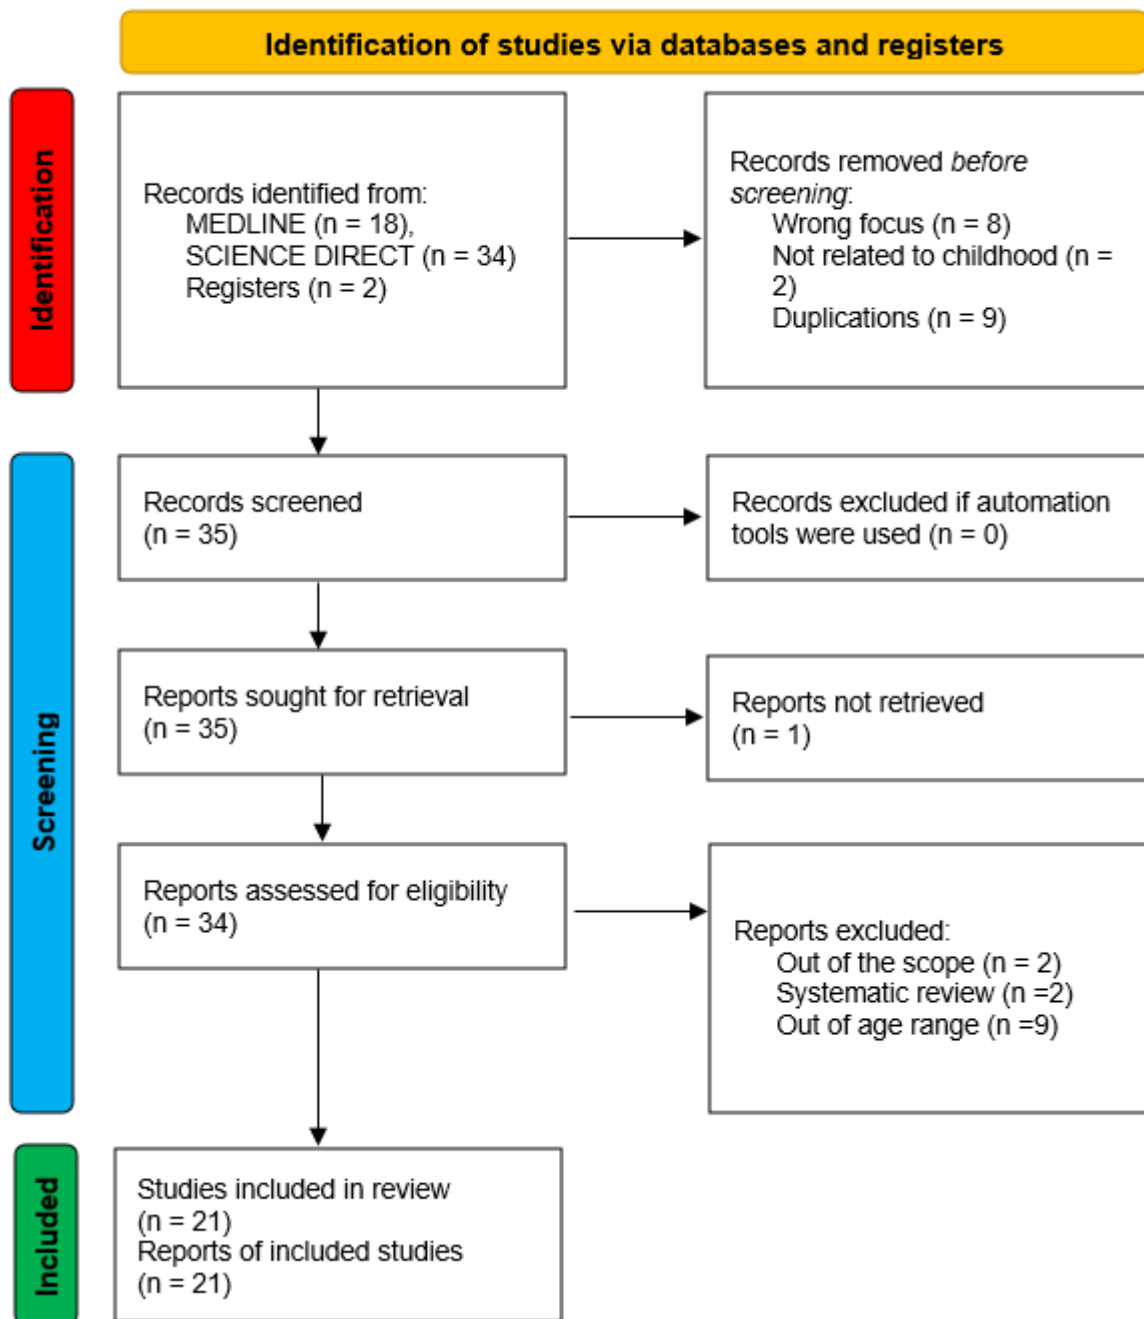 Identification of studies via databases and registers
Identification
Records identified from:
MEDLINE (n = 18),
SCIENCE DIRECT (n = 34)
Registers (n = 2)
Records removed before
screening:
Wrong focus (n = 8)
Not related to childhood (n =
2)
Duplications (n = 9)
Screening
Records screened
(n = 35)
Records excluded if automation
tools were used (n = 0)
Reports sought for retrieval
(n = 35)
Reports not retrieved
(n = 1)
Reports assessed for eligibility
(n = 34)
Reports excluded:
Out of the scope (n = 2)
Systematic review (n =2)
Out of age range (n =9)
Included
Studies included in review
(n = 21)
Reports of included studies
(n = 21)